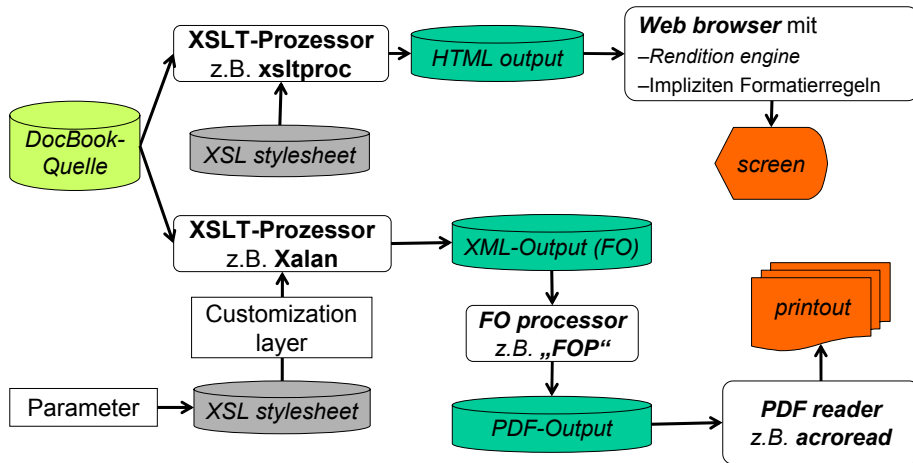 XSLT-Prozessor
z.B. xsltproc
HTML output
Web browser mit
–Rendition engine
–Impliziten Formatierregeln
DocBook-
Quelle
XSL stylesheet
screen
XSLT-Prozessor
z.B. Xalan
XML-Output (FO)
Customization
layer
FO processor
z.B. „FOP“
printout
Parameter
XSL stylesheet
PDF-Output
PDF reader
z.B. acroread